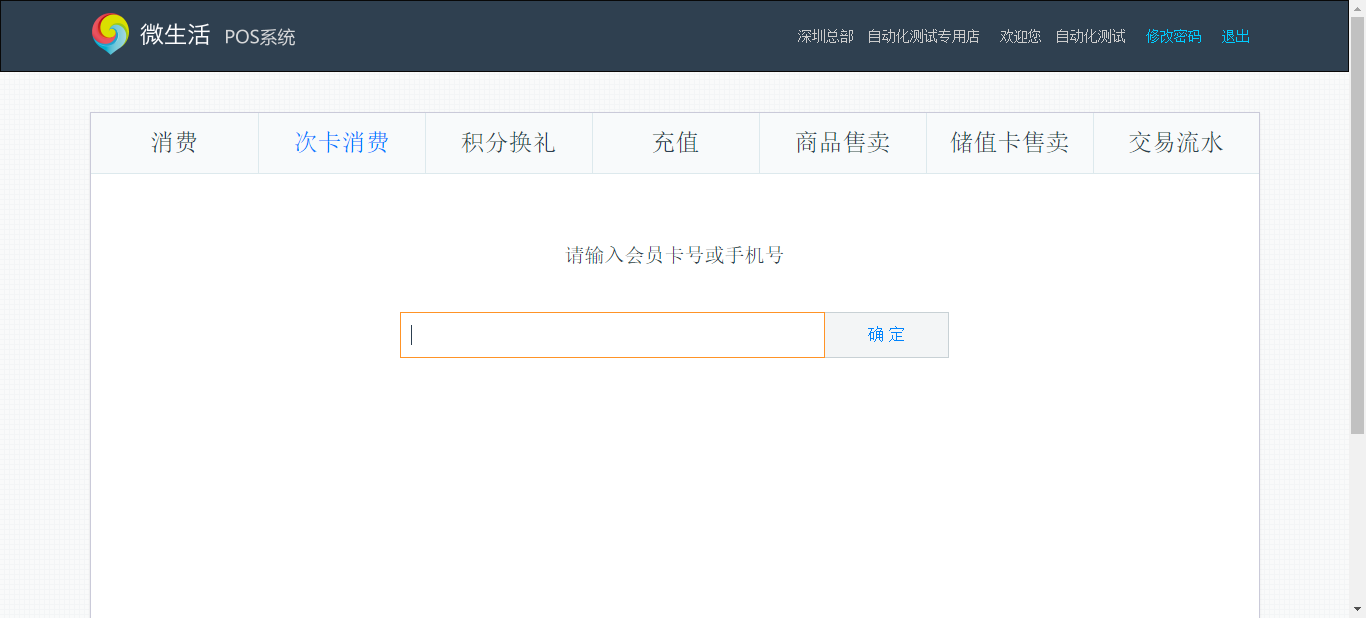 微生活 POS系统 深圳总部 自动化测试专用店 欢迎您 自动化测试 修改密码 退出
消费 次卡消费 积分换礼 充值 商品售卖 储值卡售卖 交易流水
请输入会员卡号或手机号
确 定